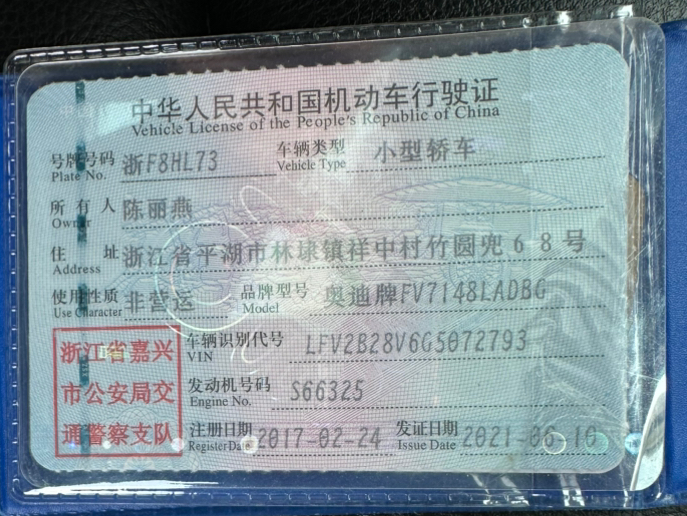 中华人民共和国机动车行驶证
Vehicle License of the People's Republic of China
号牌号码 浙F8HL73 车辆类型 小型轿车
Plate No. Vehicle Type
所有人 陈丽燕
Owner
住址 浙江省平湖市林埭镇祥中村竹圆兜68号
Address
使用性质 非营运 品牌型号 奥迪牌FV7148LADBG
Use Character Model
浙江省嘉兴
市公安局交
通警察支队
车辆识别代号 LFV2B28V6G5072793
VIN
发动机号码 S66325
Engine No.
注册日期 2017-02-24 发证日期 2021-06-10
Register Date Issue Date